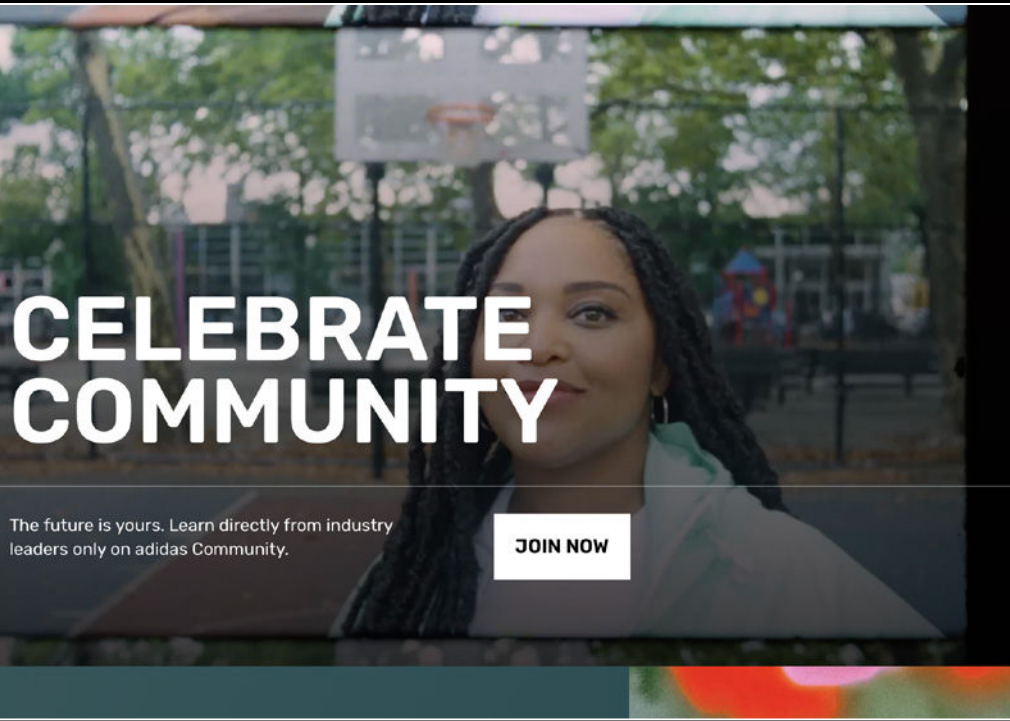 CELEBRATE
COMMUNITY
The future is yours. Learn directly from industry
leaders only on adidas Community.
JOIN NOW